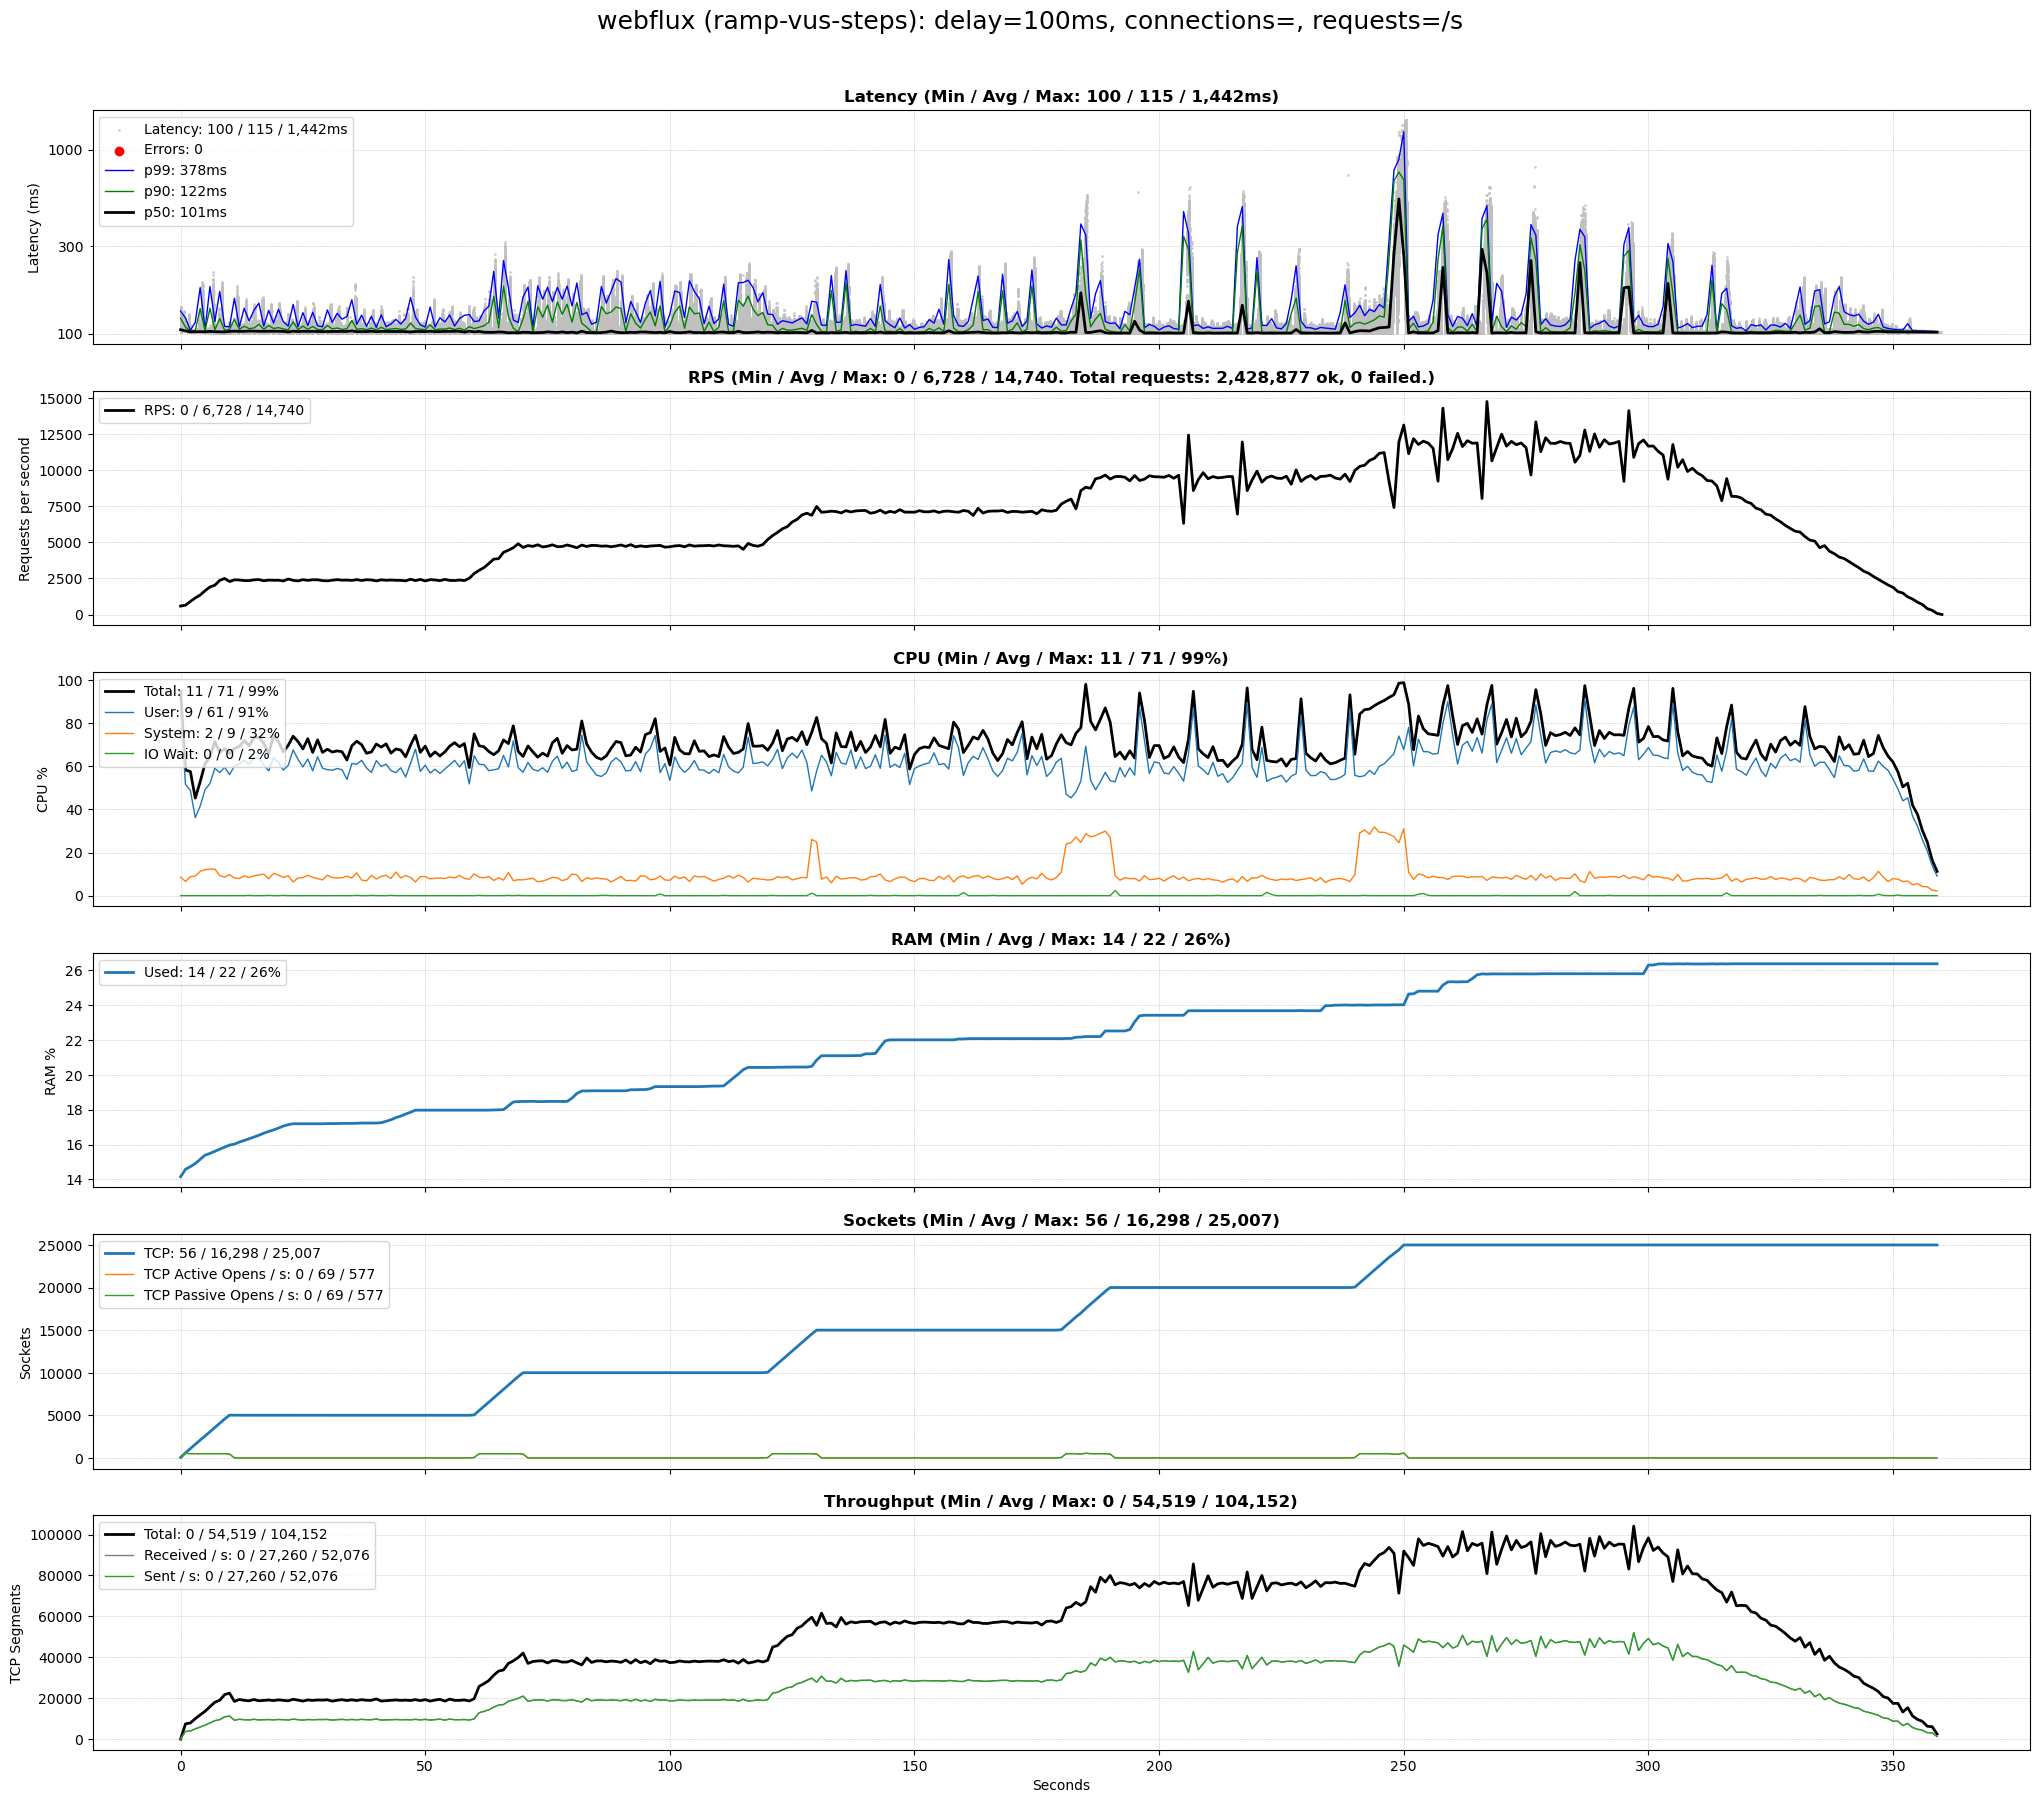 webflux (ramp-vus-steps): delay=100ms, connections=, requests=/s
Latency (Min / Avg / Max: 100 / 115 / 1,442ms)
Latency (ms)
1000
300
100
Latency: 100 / 115 / 1,442ms
Errors: 0
p99: 378ms
p90: 122ms
p50: 101ms
RPS (Min / Avg / Max: 0 / 6,728 / 14,740. Total requests: 2,428,877 ok, 0 failed.)
Requests per second
15000
12500
10000
7500
5000
2500
0
RPS: 0 / 6,728 / 14,740
CPU (Min / Avg / Max: 11 / 71 / 99%)
CPU %
100
80
60
40
20
0
Total: 11 / 71 / 99%
User: 9 / 61 / 91%
System: 2 / 9 / 32%
IO Wait: 0 / 0 / 2%
RAM (Min / Avg / Max: 14 / 22 / 26%)
RAM %
26
24
22
20
18
16
14
Used: 14 / 22 / 26%
Sockets (Min / Avg / Max: 56 / 16,298 / 25,007)
Sockets
25000
20000
15000
10000
5000
0
TCP: 56 / 16,298 / 25,007
TCP Active Opens / s: 0 / 69 / 577
TCP Passive Opens / s: 0 / 69 / 577
Throughput (Min / Avg / Max: 0 / 54,519 / 104,152)
TCP Segments
100000
80000
60000
40000
20000
0
Total: 0 / 54,519 / 104,152
Received / s: 0 / 27,260 / 52,076
Sent / s: 0 / 27,260 / 52,076
0 50 100 150 200 250 300 350
Seconds